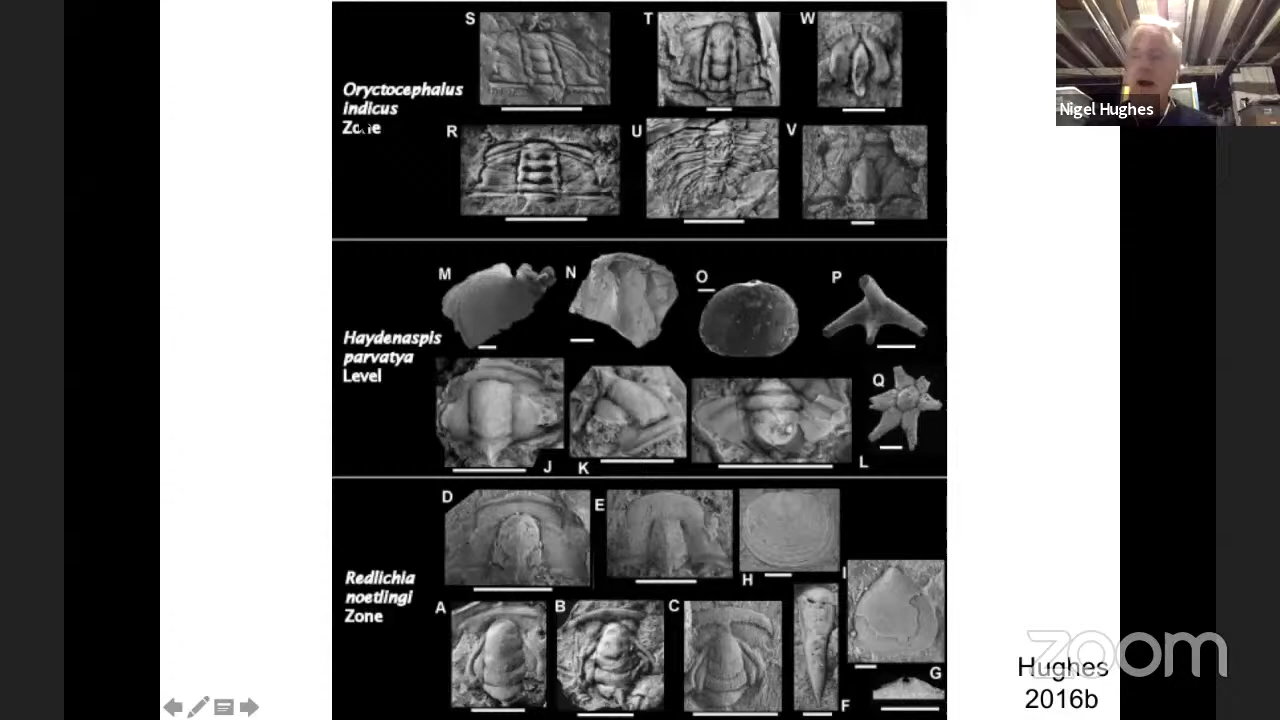 S
T
W
Oryctocephalus
indicus
Zone
R
U
V
M
N
O
P
Haydenaspis
parvatya
Level
Q
J
K
L
D
E
H
I
Redlichia
noetlingi
Zone
A
B
C
F
G
Nigel Hughes
Hughes
2016b
zoom